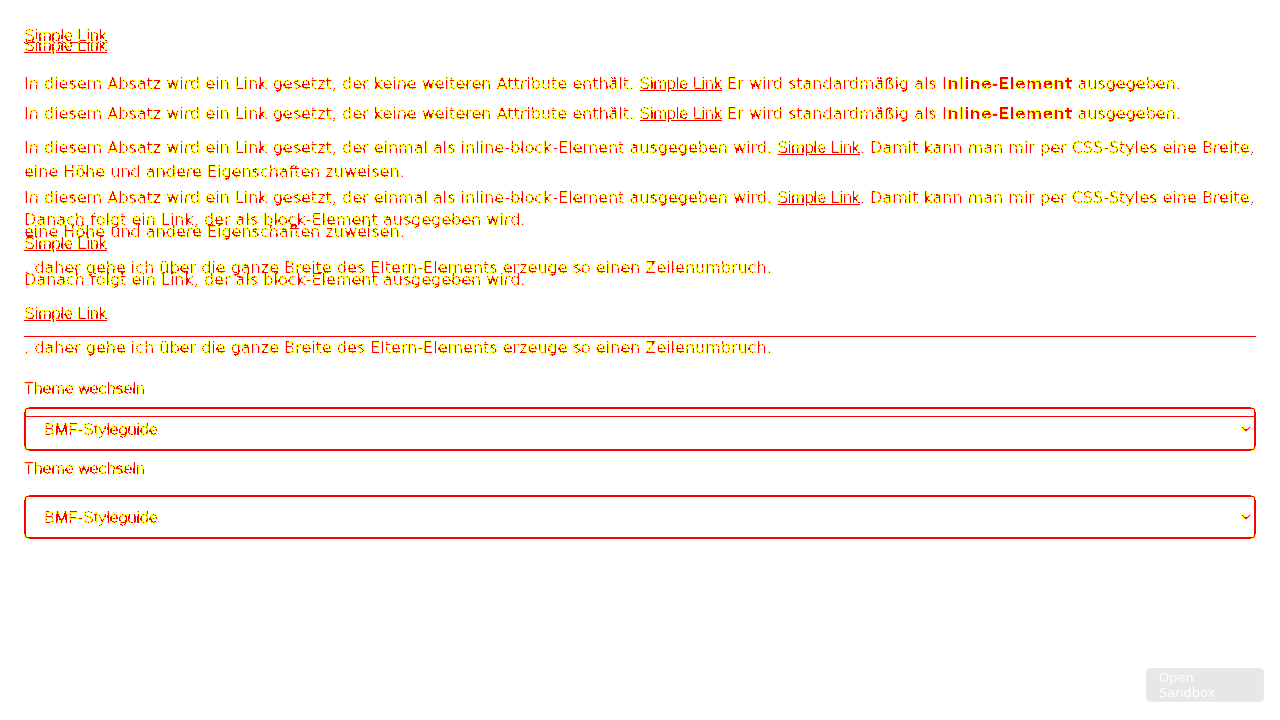 Simple Link
Simple Link
In diesem Absatz wird ein Link gesetzt, der keine weiteren Attribute enthält. Simple Link Er wird standardmäßig als Inline-Element ausgegeben.
In diesem Absatz wird ein Link gesetzt, der keine weiteren Attribute enthält. Simple Link Er wird standardmäßig als Inline-Element ausgegeben.
In diesem Absatz wird ein Link gesetzt, der einmal als inline-block-Element ausgegeben wird. Simple Link. Damit kann man mir per CSS-Styles eine Breite,
eine Höhe und andere Eigenschaften zuweisen.
In diesem Absatz wird ein Link gesetzt, der einmal als inline-block-Element ausgegeben wird. Simple Link. Damit kann man mir per CSS-Styles eine Breite,
Danach folgt ein Link, der als block-Element ausgegeben wird.
eine Höhe und andere Eigenschaften zuweisen.
Simple Link
, daher gehe ich über die ganze Breite des Eltern-Elements erzeuge so einen Zeilenumbruch.
Danach folgt ein Link, der als block-Element ausgegeben wird.
Simple Link
, daher gehe ich über die ganze Breite des Eltern-Elements erzeuge so einen Zeilenumbruch.
Theme wechseln
BMF-Styleguide
Theme wechseln
BMF-Styleguide
Open
Sandbox